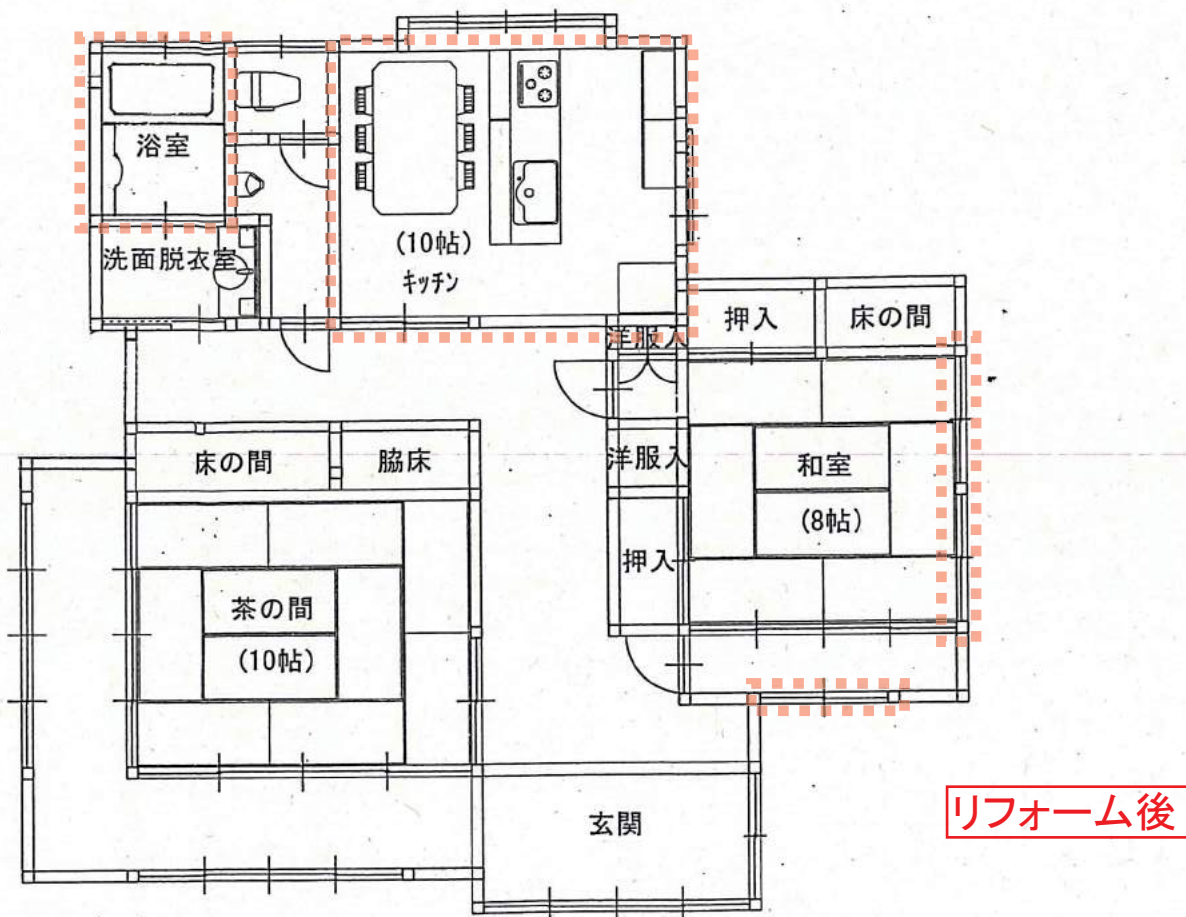 浴室
洗面脱衣室
(10帖)
キッチン
洋服入
押入
床の間
床の間
脇床
洋服入
和室
(8帖)
押入
茶の間
(10帖)
玄関
リフォーム後